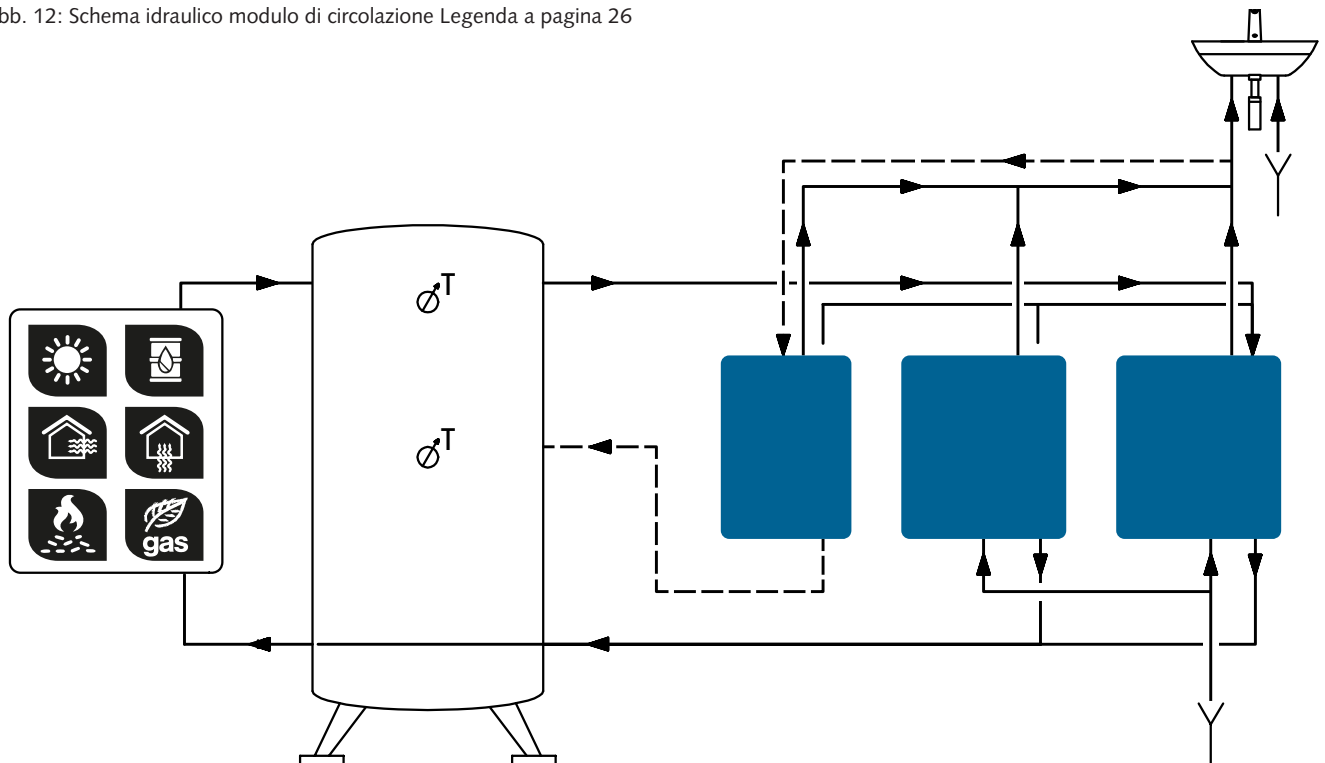 bb. 12: Schema idraulico modulo di circolazione Legenda a pagina 26
T
T
gas